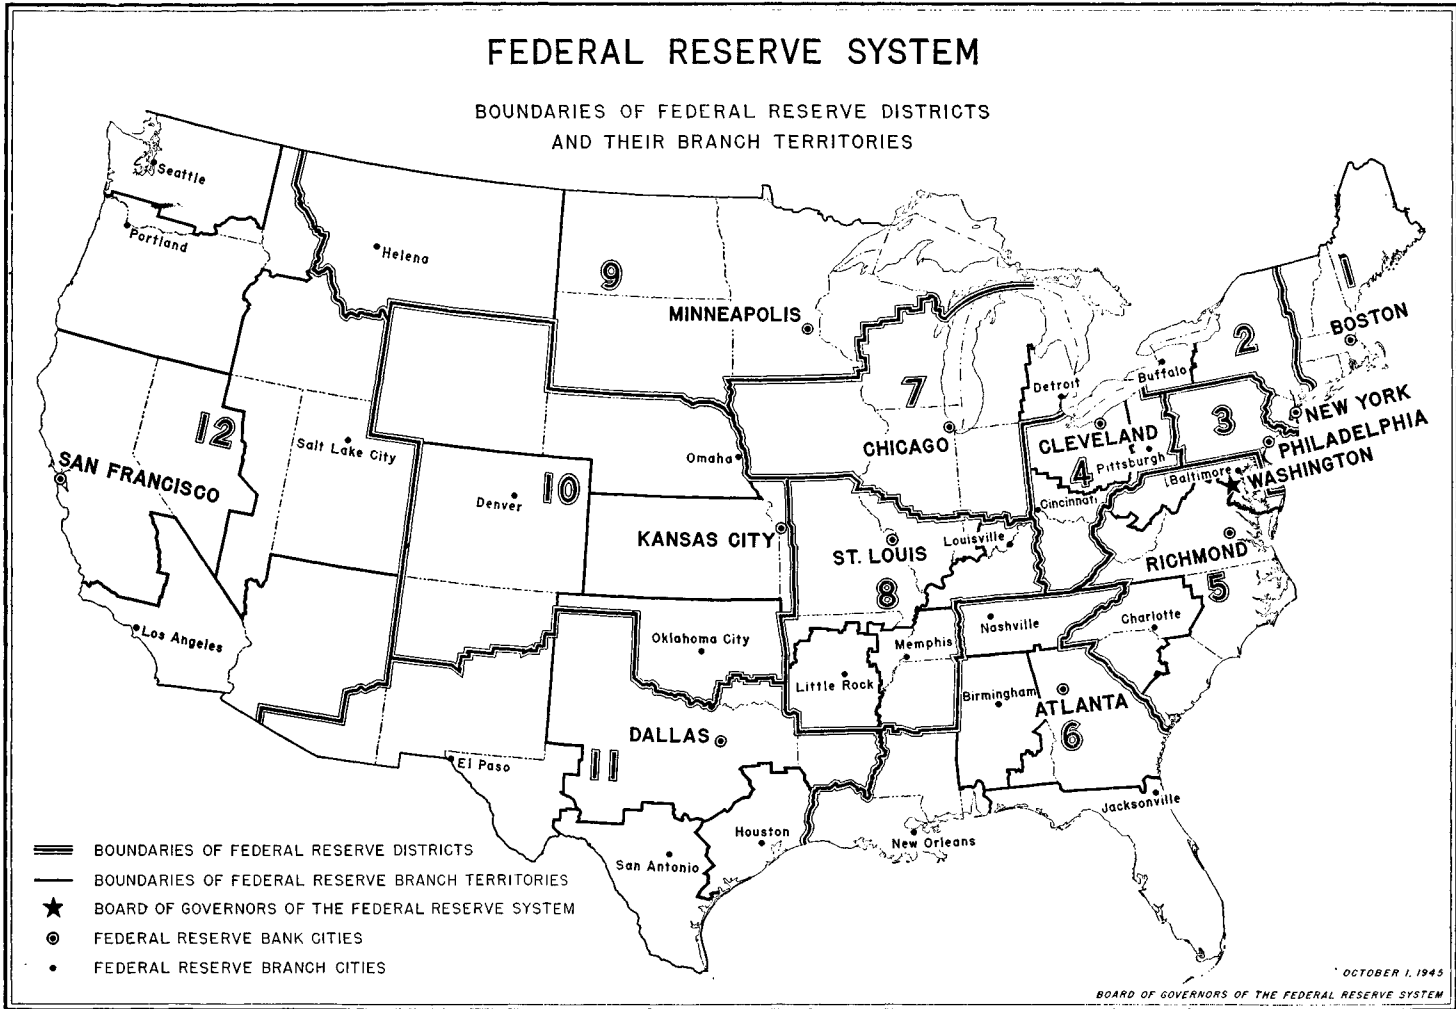 FEDERAL RESERVE SYSTEM
BOUNDARIES OF FEDERAL RESERVE DISTRICTS
AND THEIR BRANCH TERRITORIES
Seattle
Portland
Helena
9
MINNEAPOLIS
1
BOSTON
2
Buffalo
Detroit
7
CHICAGO
CLEVELAND
4
Pittsburgh
3
NEW YORK
PHILADELPHIA
WASHINGTON
Baltimore
Cincinnati
12
SAN FRANCISCO
Salt Lake City
Omaha
Denver
10
KANSAS CITY
ST. LOUIS
8
Louisville
RICHMOND
5
Los Angeles
Oklahoma City
Memphis
Nashville
Charlotte
Little Rock
Birmingham
ATLANTA
6
DALLAS
11
El Paso
Houston
San Antonio
New Orleans
Jacksonville
BOUNDARIES OF FEDERAL RESERVE DISTRICTS
BOUNDARIES OF FEDERAL RESERVE BRANCH TERRITORIES
BOARD OF GOVERNORS OF THE FEDERAL RESERVE SYSTEM
FEDERAL RESERVE BANK CITIES
FEDERAL RESERVE BRANCH CITIES
OCTOBER 1, 1945
BOARD OF GOVERNORS OF THE FEDERAL RESERVE SYSTEM